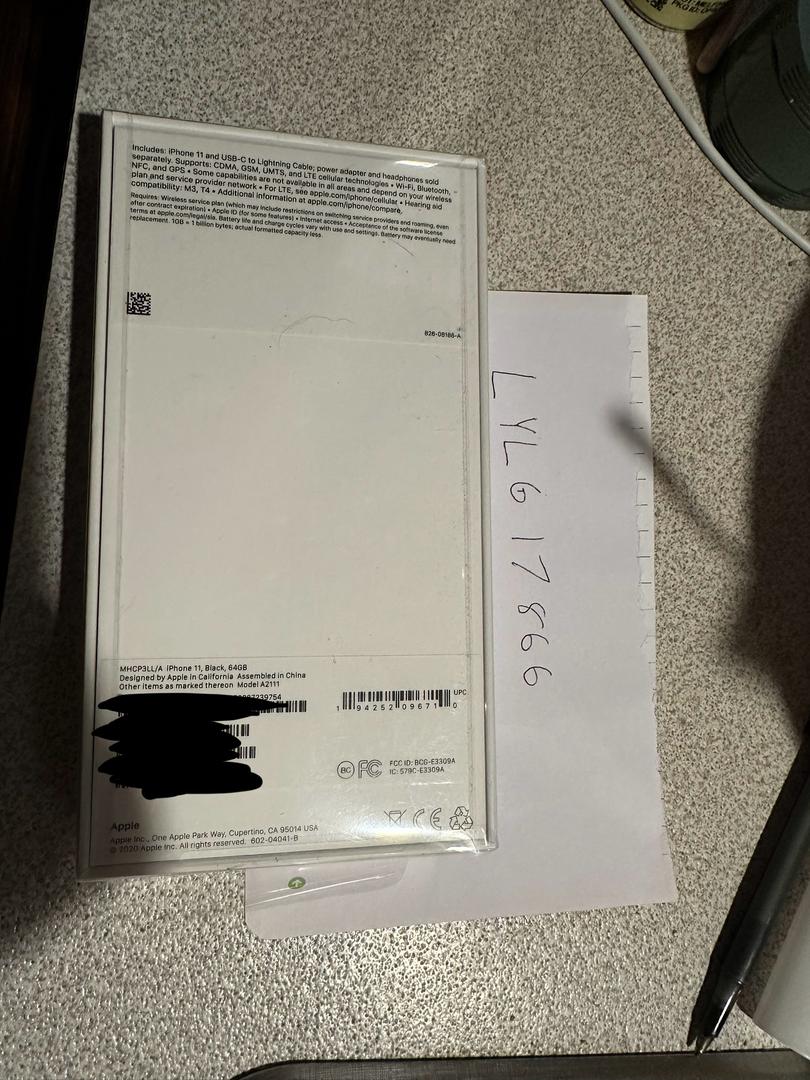 Includes: iPhone 11 and USB-C to Lightning Cable; power adapter and headphones sold
separately. Supports: CDMA, GSM, UMTS, and LTE cellular technologies • Wi-Fi, Bluetooth,
NFC, and GPS • Some capabilities are not available in all areas and depend on your wireless
plan and service provider network • For LTE, see apple.com/iphone/cellular • Hearing aid
compatibility: M3, T4 • Additional information at apple.com/iphone/compare.
Requires: Wireless service plan (which may include restrictions on switching service providers and roaming, even
after contract expiration) • Apple ID (for some features) • Internet access • Acceptance of the software license
terms at apple.com/legal/sla. Battery life and charge cycles vary with use and settings. Battery may eventually need
replacement. 1GB = 1 billion bytes; actual formatted capacity less.
826-08186-A
MHCP3LL/A iPhone 11, Black, 64GB
Designed by Apple in California Assembled in China
Other items as marked thereon Model A2111
239754
UPC
1 94252 09671 0
BC FC
FCC ID: BCG-E3309A
IC: 579C-E3309A
CE
Apple
Apple Inc., One Apple Park Way, Cupertino, CA 95014 USA
© 2020 Apple Inc. All rights reserved. 602-04041-B
LYLG17866